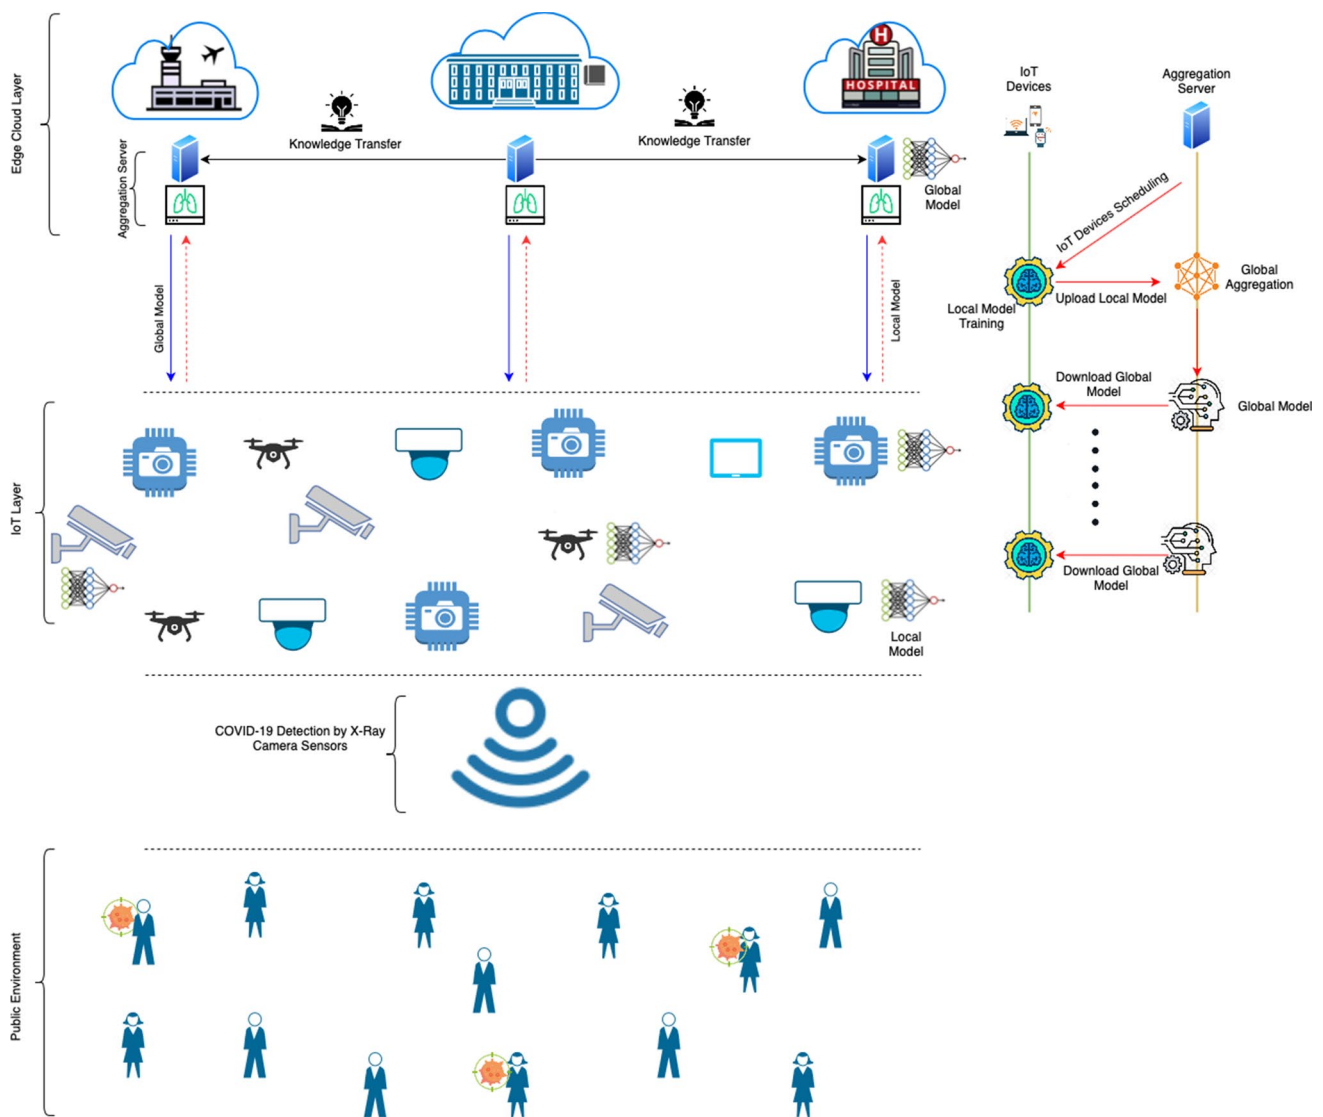 Edge Cloud Layer
H
HOSPITAL
Knowledge Transfer
Knowledge Transfer
Aggregation Server
Global
Model
Global Model
Local Model
IoT Layer
Local
Model
COVID-19 Detection by X-Ray
Camera Sensors
Public Environment
IoT
Devices
Aggregation
Server
IoT Devices Scheduling
Local Model
Training
Upload Local Model
Global
Aggregation
Download Global
Model
Global Model
Download Global
Model